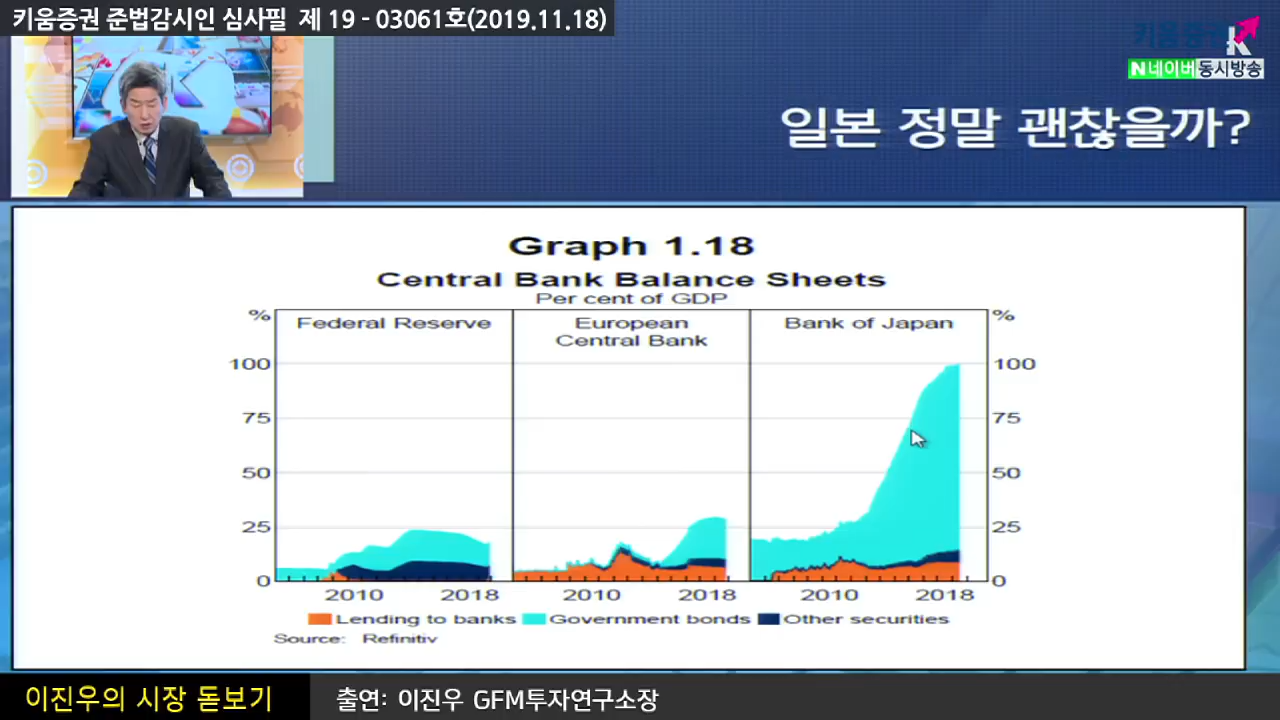 키움증권 준법감시인 심사필 제 19 - 03061호(2019.11.18)
키움증권
N 네이버 동시방송
일본 정말 괜찮을까?
Graph 1.18
Central Bank Balance Sheets
Per cent of GDP
% Federal Reserve European Central Bank Bank of Japan %
100 100
75 75
50 50
25 25
0 0
2010 2018 2010 2018 2010 2018
Lending to banks Government bonds Other securities
Source: Refinitiv
이진우의 시장 돋보기 출연: 이진우 GFM투자연구소장